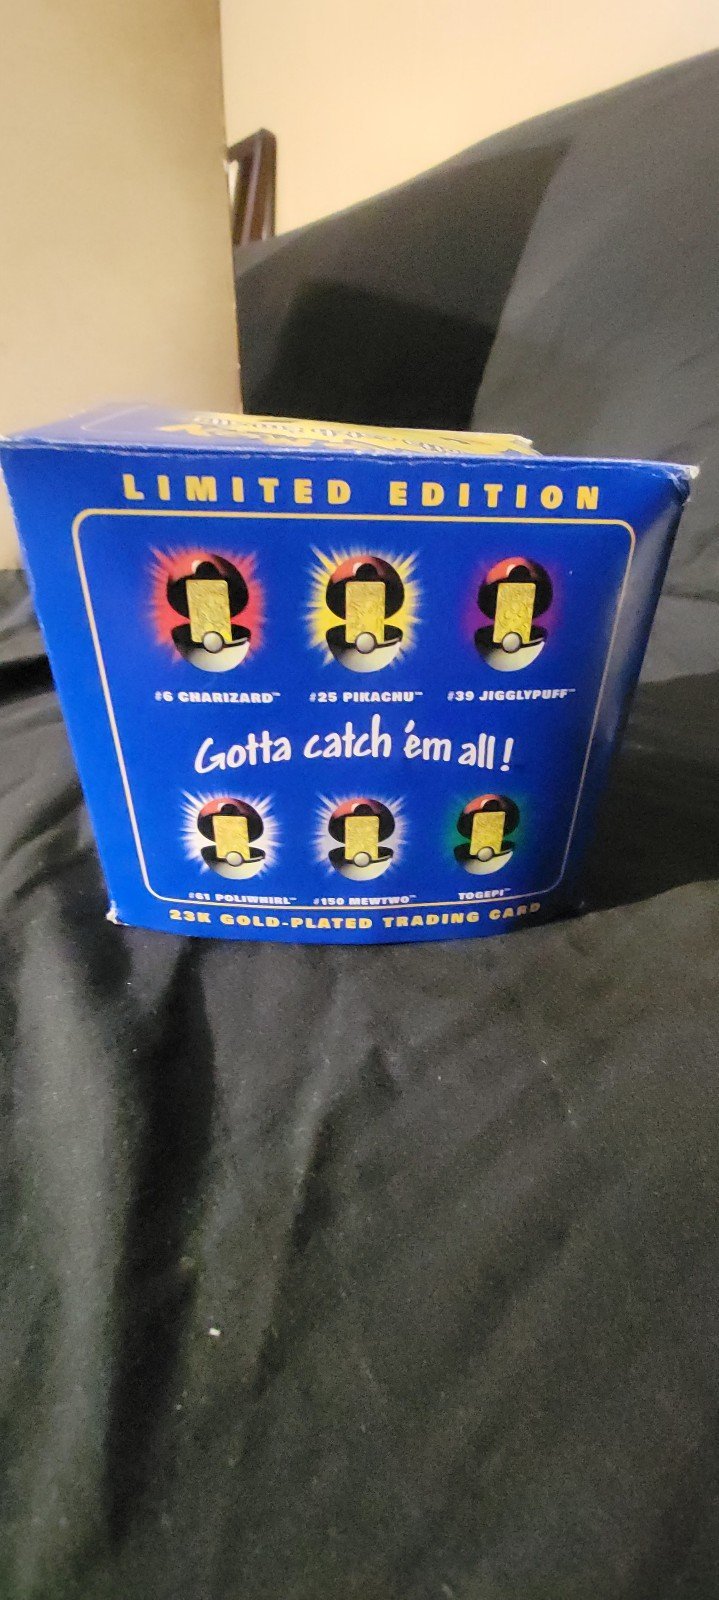 LIMITED EDITION
#6 CHARIZARD™ #25 PIKACHU™ #39 JIGGLYPUFF™
Gotta catch 'em all!
#61 POLIWHIRL™ #150 MEWTWO™ TOGEPI™
23K GOLD-PLATED TRADING CARD